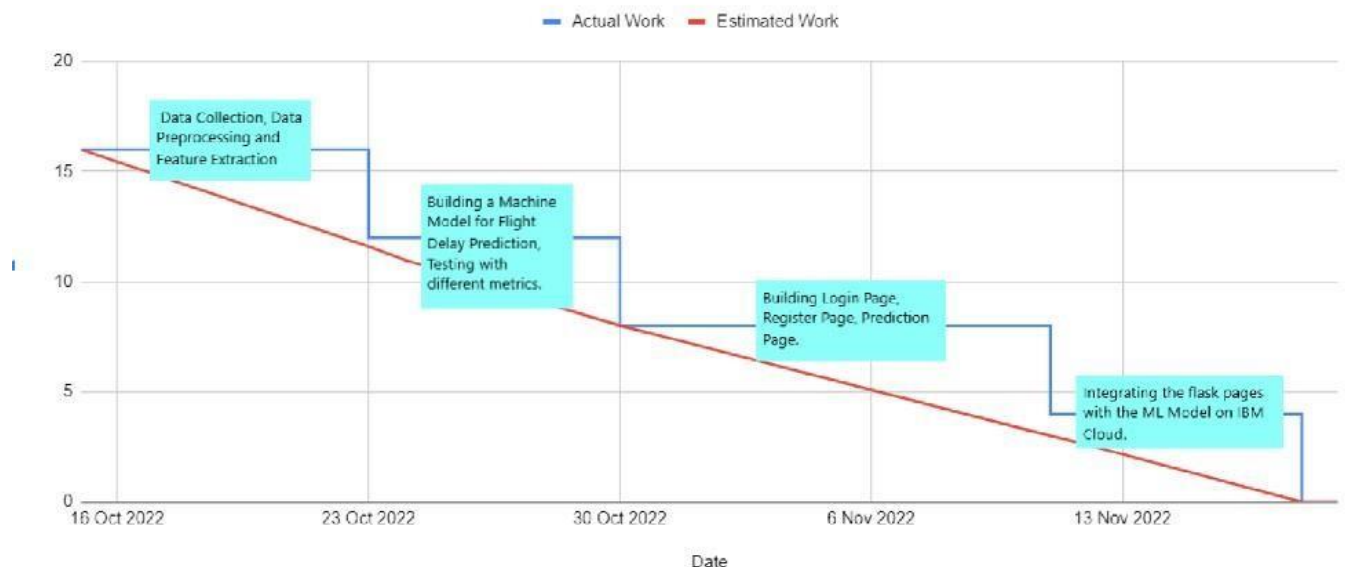 Actual Work
Estimated Work
20
15
10
5
0
Data Collection, Data
Preprocessing and
Feature Extraction
Building a Machine
Model for Flight
Delay Prediction,
Testing with
different metrics.
Building Login Page,
Register Page, Prediction
Page.
Integrating the flask pages
with the ML Model on IBM
Cloud.
16 Oct 2022
23 Oct 2022
30 Oct 2022
6 Nov 2022
13 Nov 2022
Date